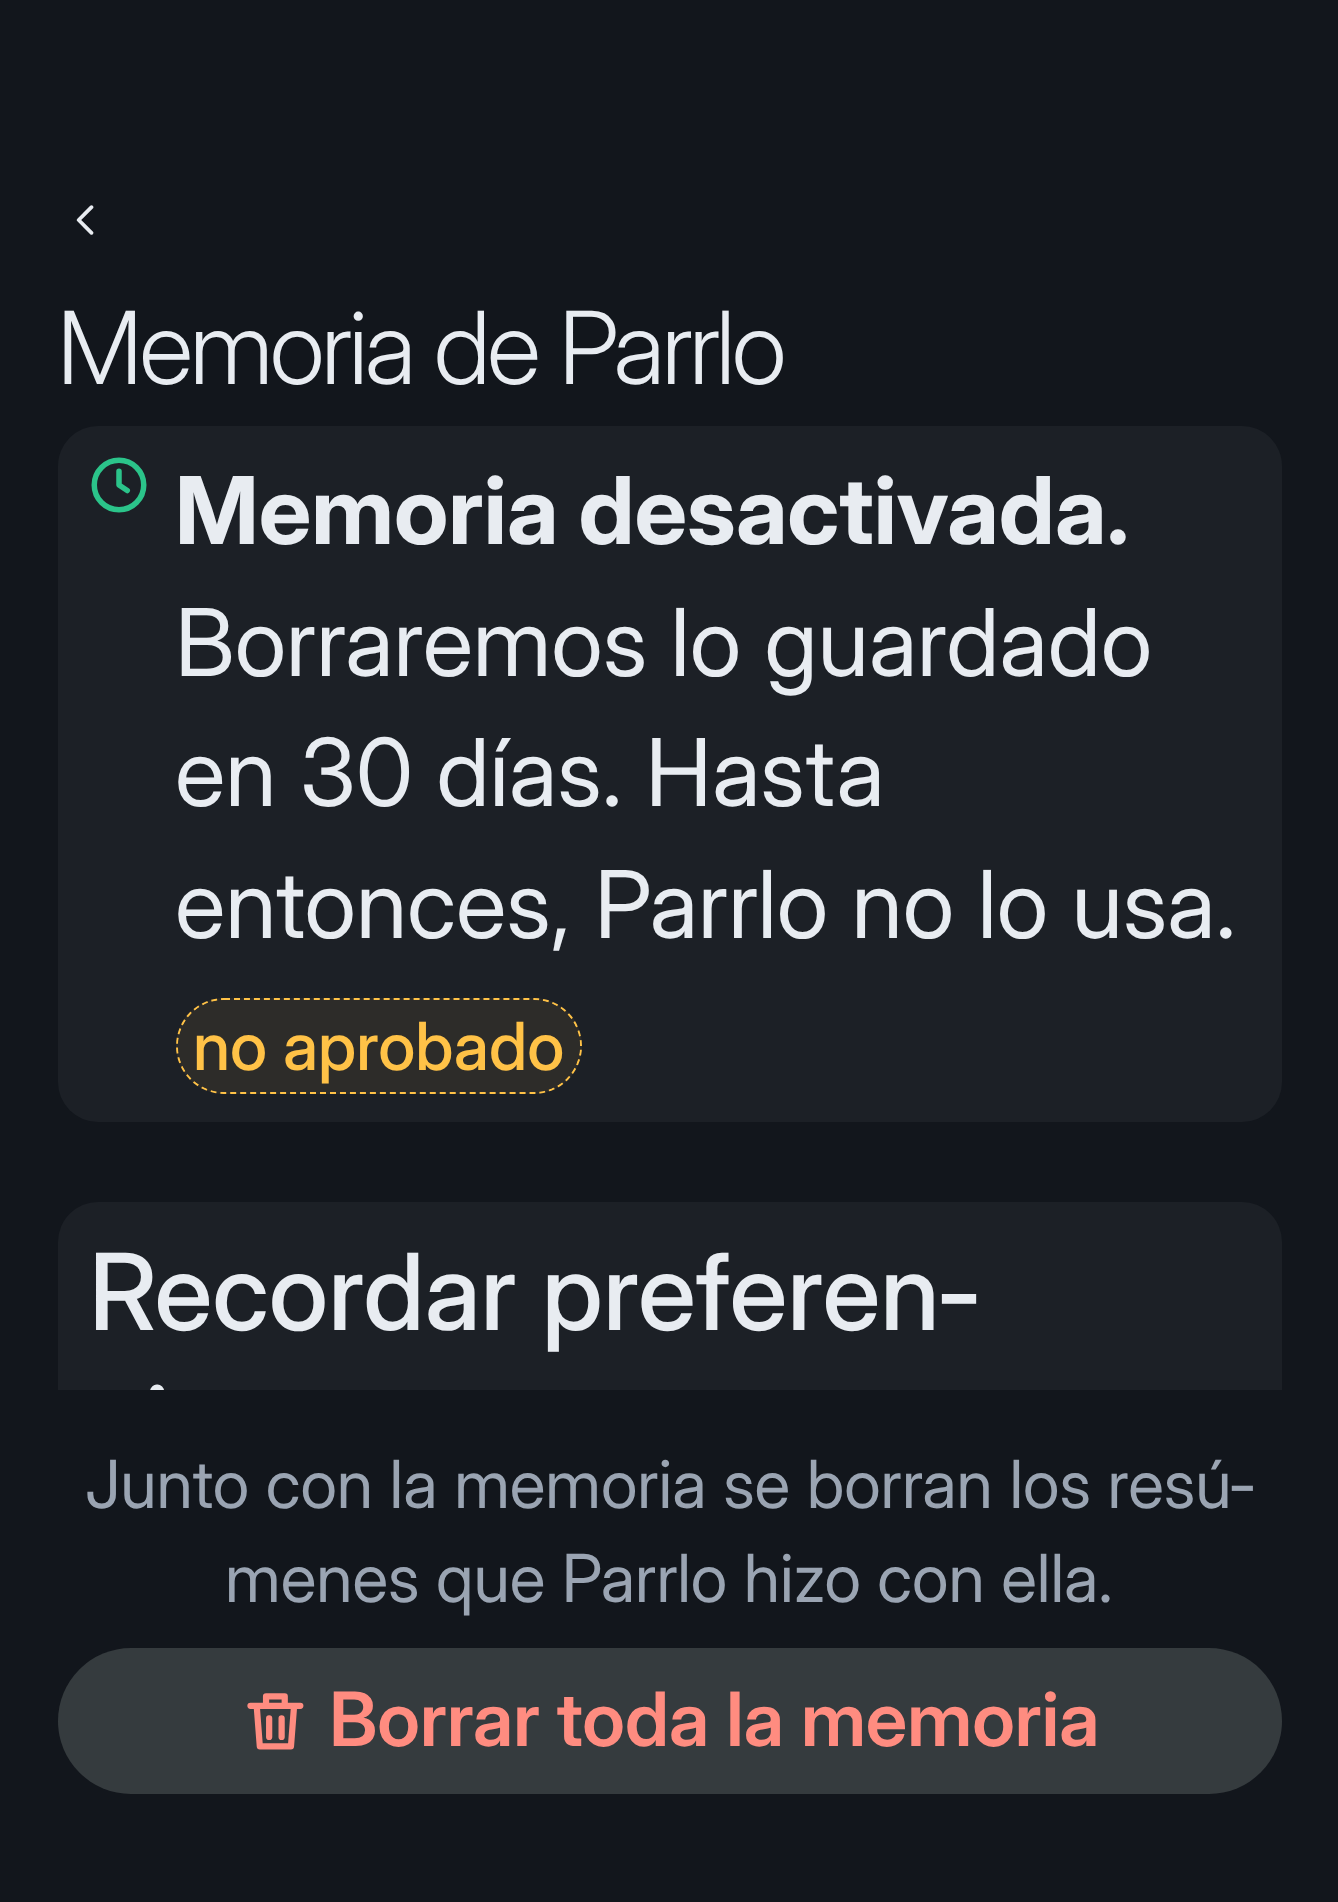 Memoria de Parrlo
Memoria desactivada.
Borraremos lo guardado
en 30 días. Hasta
entonces, Parrlo no lo usa.
no aprobado
Recordar preferen-
Junto con la memoria se borran los resú-
menes que Parrlo hizo con ella.
Borrar toda la memoria